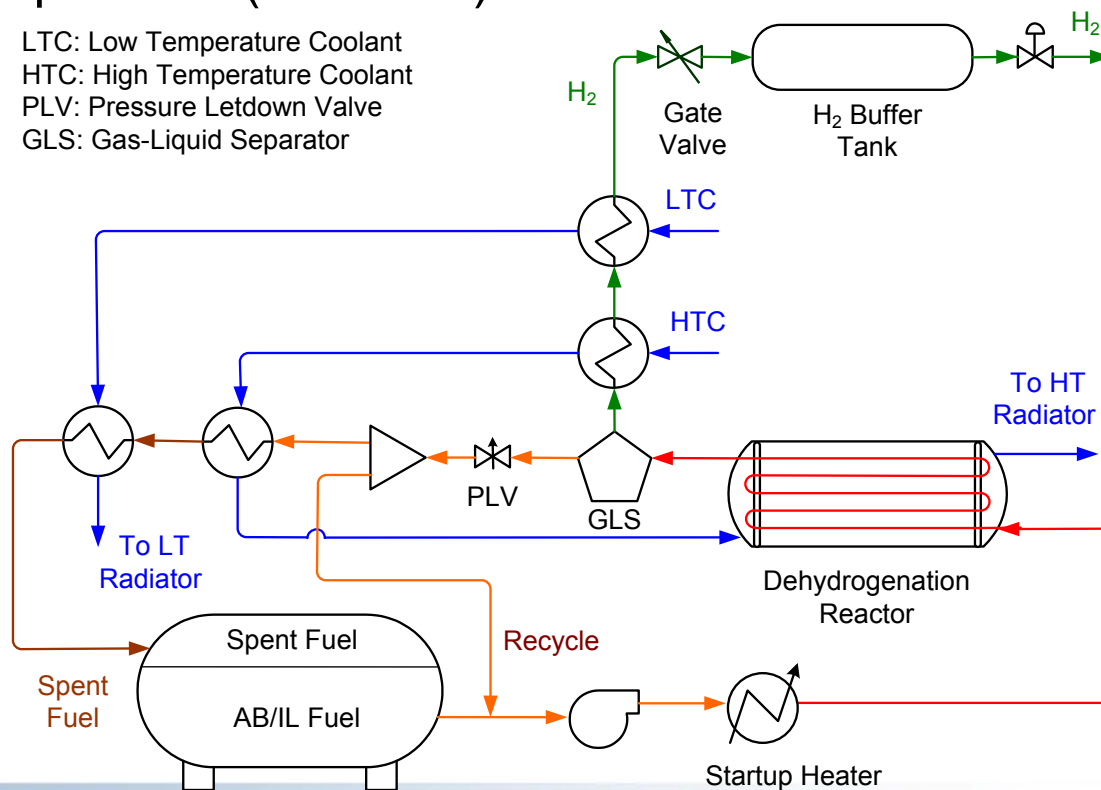 LTC: Low Temperature Coolant
HTC: High Temperature Coolant
PLV: Pressure Letdown Valve
GLS: Gas-Liquid Separator
H₂
H₂
Gate
Valve
H₂ Buffer
Tank
LTC
HTC
To HT
Radiator
PLV
GLS
To LT
Radiator
Dehydrogenation
Reactor
Spent Fuel
Recycle
Spent
Fuel
AB/IL Fuel
Startup Heater